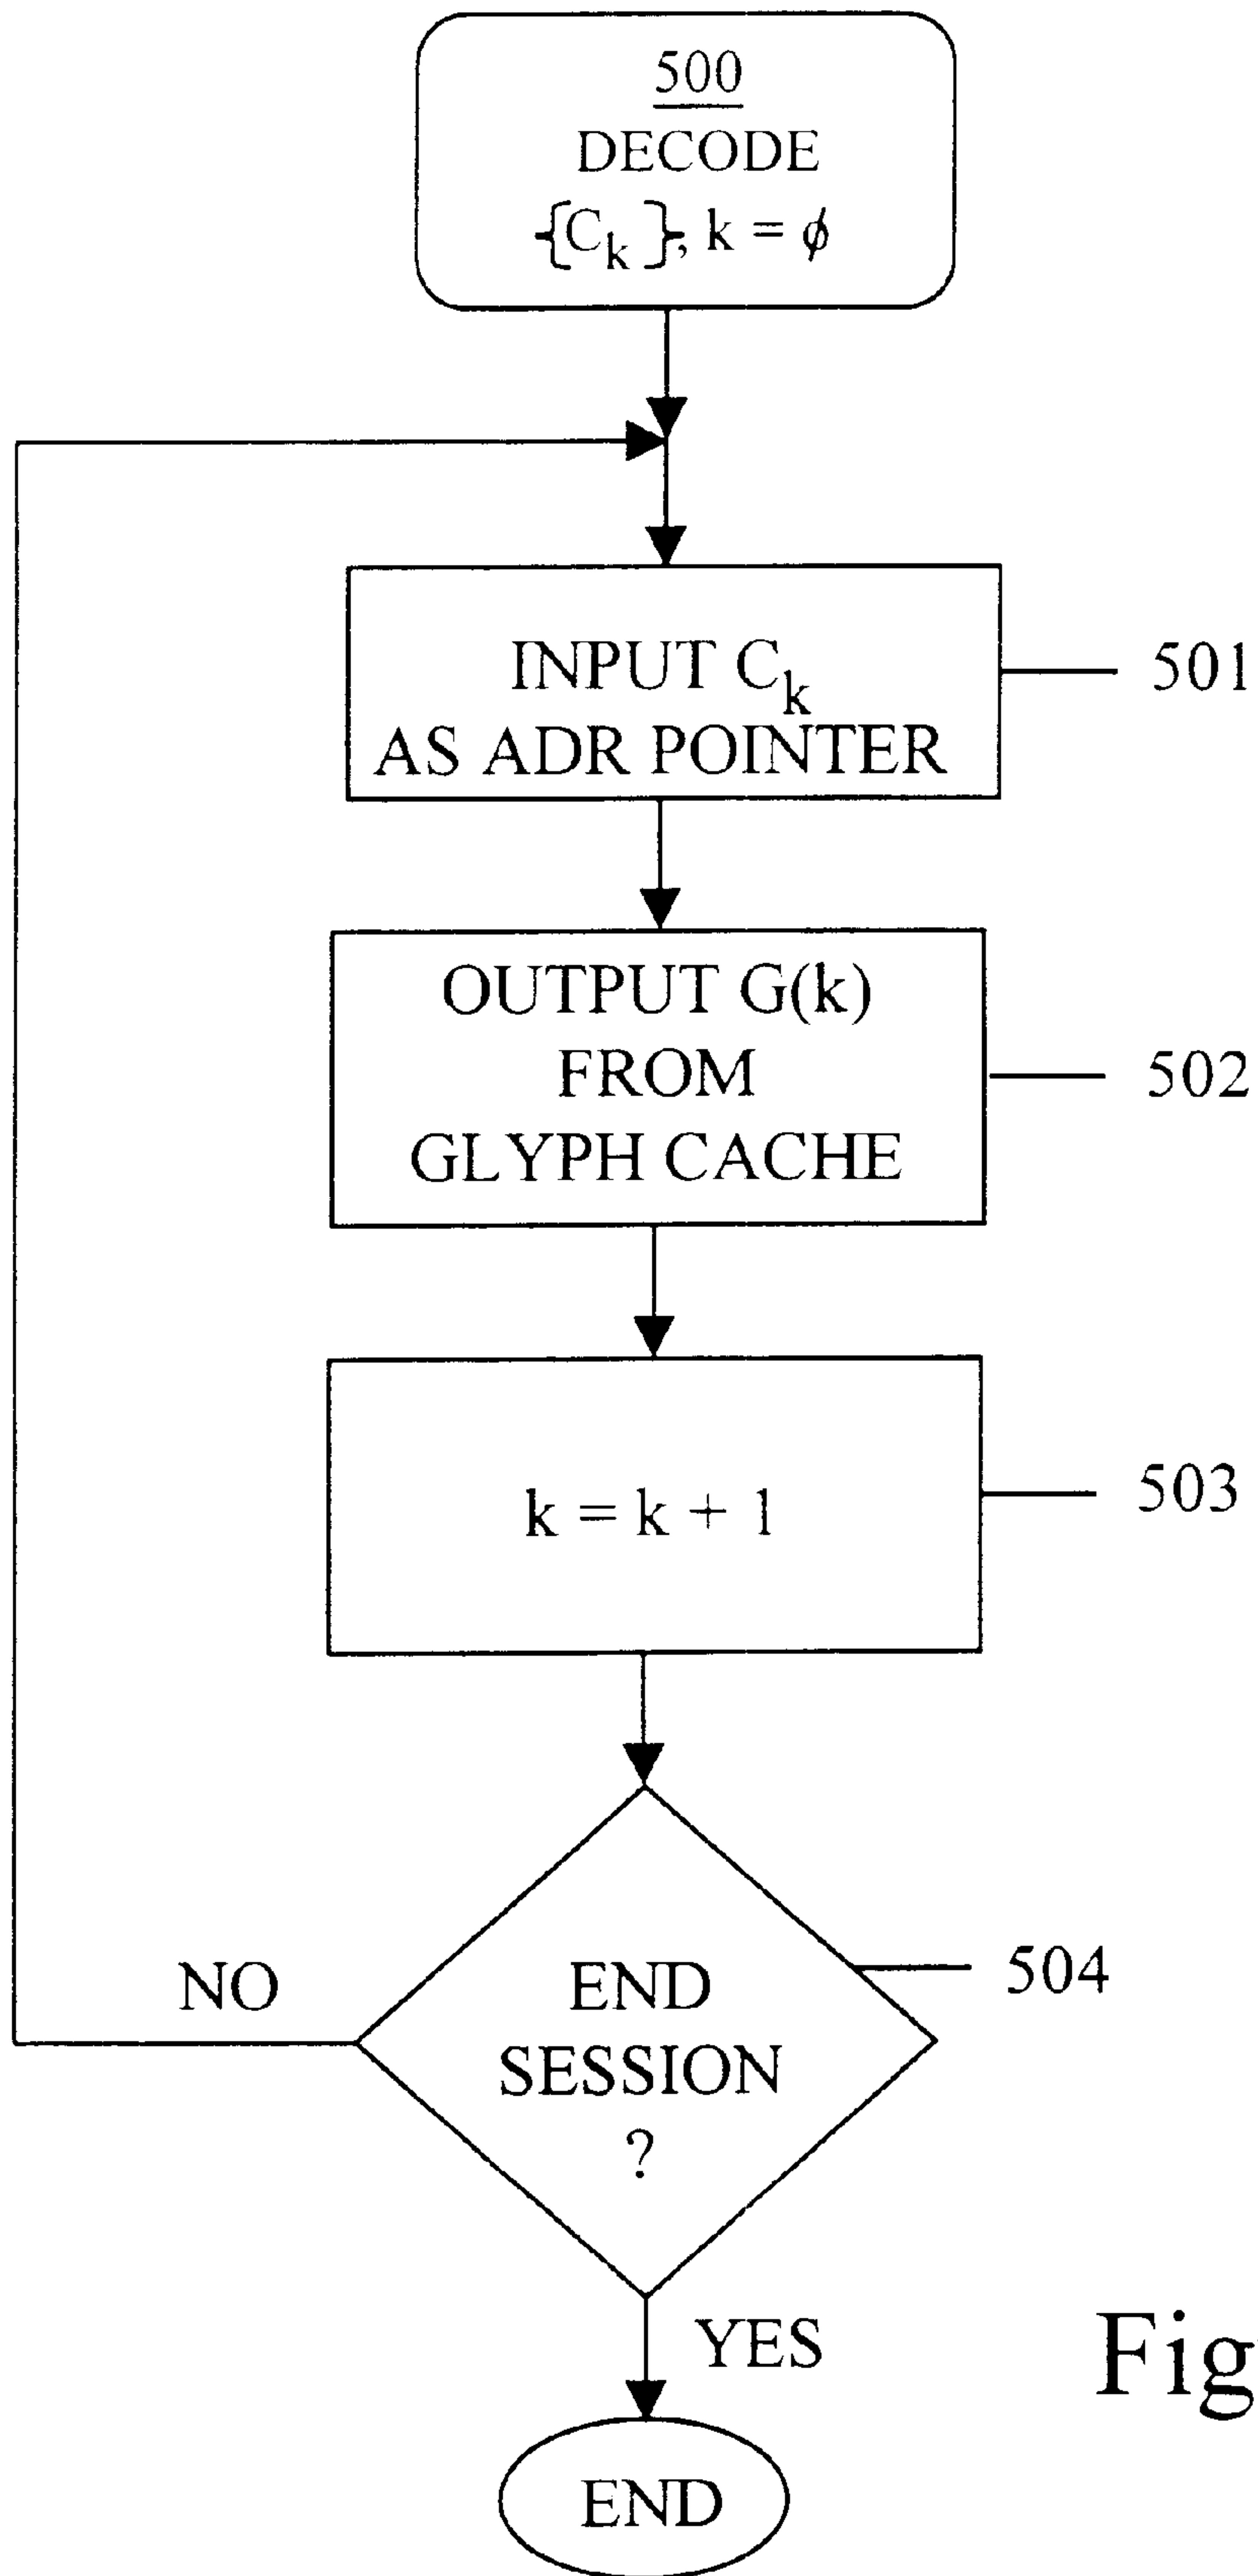 500
DECODE
{C_k}, k = ϕ
INPUT C_k
AS ADR POINTER
501
OUTPUT G(k)
FROM
GLYPH CACHE
502
k = k + 1
503
NO
END
SESSION
?
504
YES
Fig
END